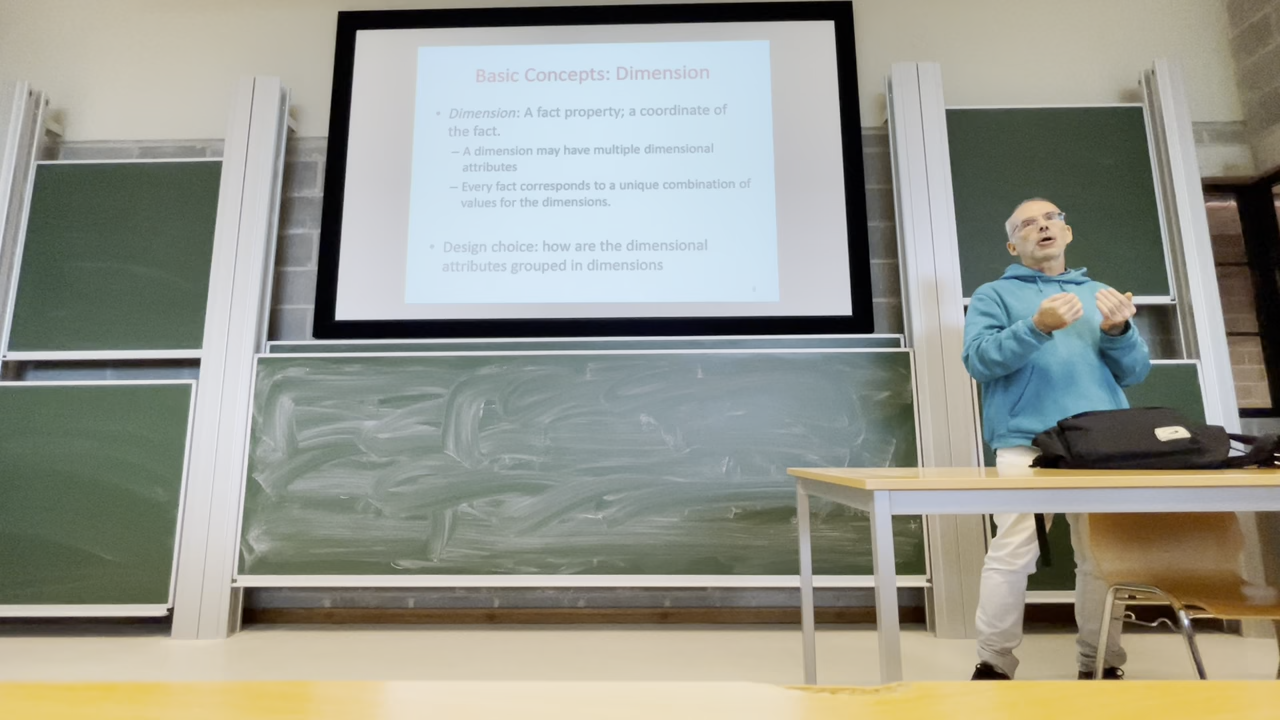 Basic Concepts: Dimension
• Dimension: A fact property; a coordinate of
the fact.
– A dimension may have multiple dimensional
attributes
– Every fact corresponds to a unique combination of
values for the dimensions.
• Design choice: how are the dimensional
attributes grouped in dimensions